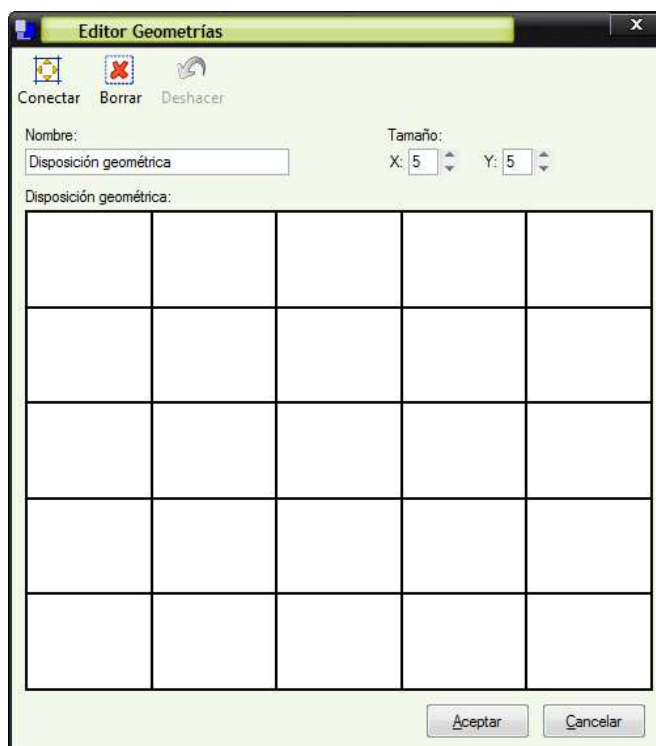 Editor Geometrías
X
Conectar Borrar Deshacer
Nombre: Tamaño:
Disposición geométrica X: 5 Y: 5
Disposición geométrica:
Aceptar Cancelar